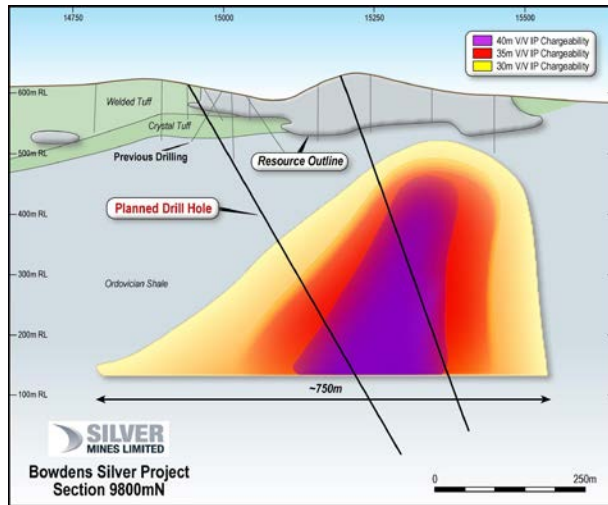 14750 15000 15250 15500
40m V/V IP Chargeability
35m V/V IP Chargeability
30m V/V IP Chargeability
600m RL
Welded Tuff
Crystal Tuff
Previous Drilling
Resource Outline
500m RL
Planned Drill Hole
400m RL
Ordovician Shale
300m RL
200m RL
100m RL
~750m
SILVER
MINES LIMITED
Bowdens Silver Project
Section 9800mN
0 250m